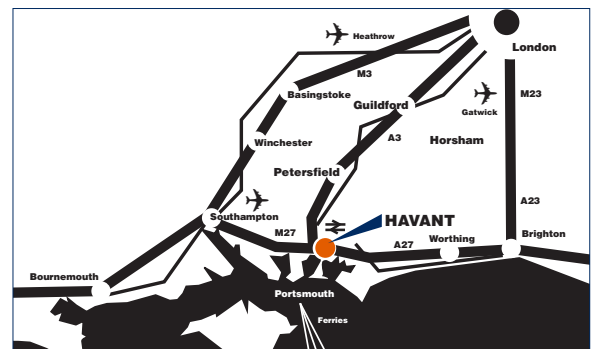 Heathrow
London
M3
M23
Basingstoke
Guildford
Gatwick
A3
Horsham
Winchester
Petersfield
A23
Southampton
HAVANT
M27
Brighton
Worthing
A27
Bournemouth
Portsmouth
Ferries